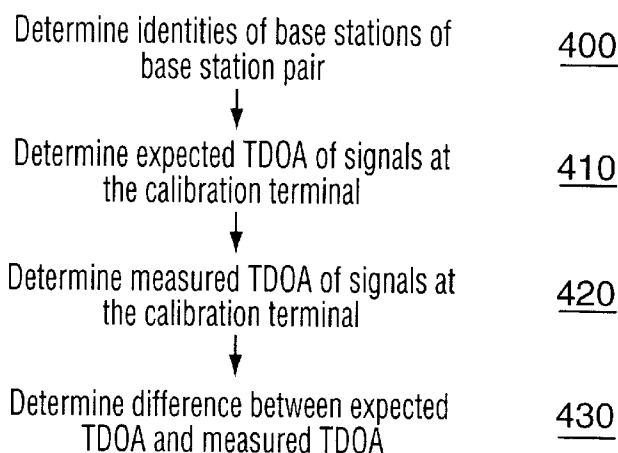 Determine identities of base stations of
base station pair
400
Determine expected TDOA of signals at
the calibration terminal
410
Determine measured TDOA of signals at
the calibration terminal
420
Determine difference between expected
TDOA and measured TDOA
430